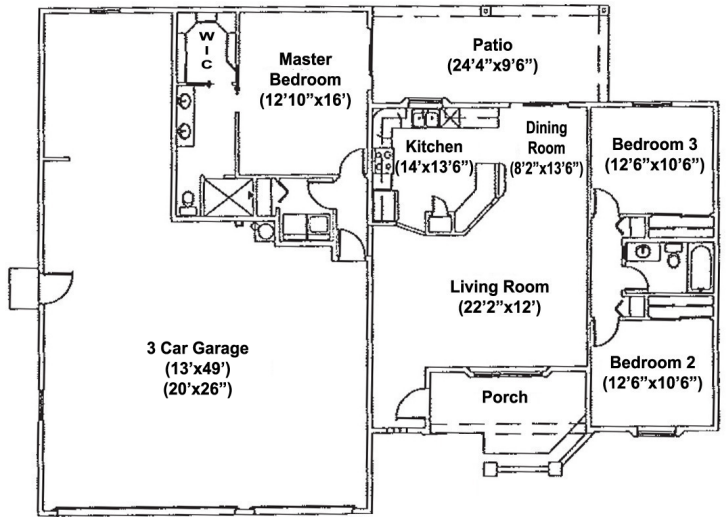 W
I
C
Master
Bedroom
(12'10"x16')
Patio
(24'4"x9'6")
Kitchen
(14'x13'6")
Dining
Room
(8'2"x13'6")
Bedroom 3
(12'6"x10'6")
Living Room
(22'2"x12')
3 Car Garage
(13'x49')
(20'x26")
Porch
Bedroom 2
(12'6"x10'6")